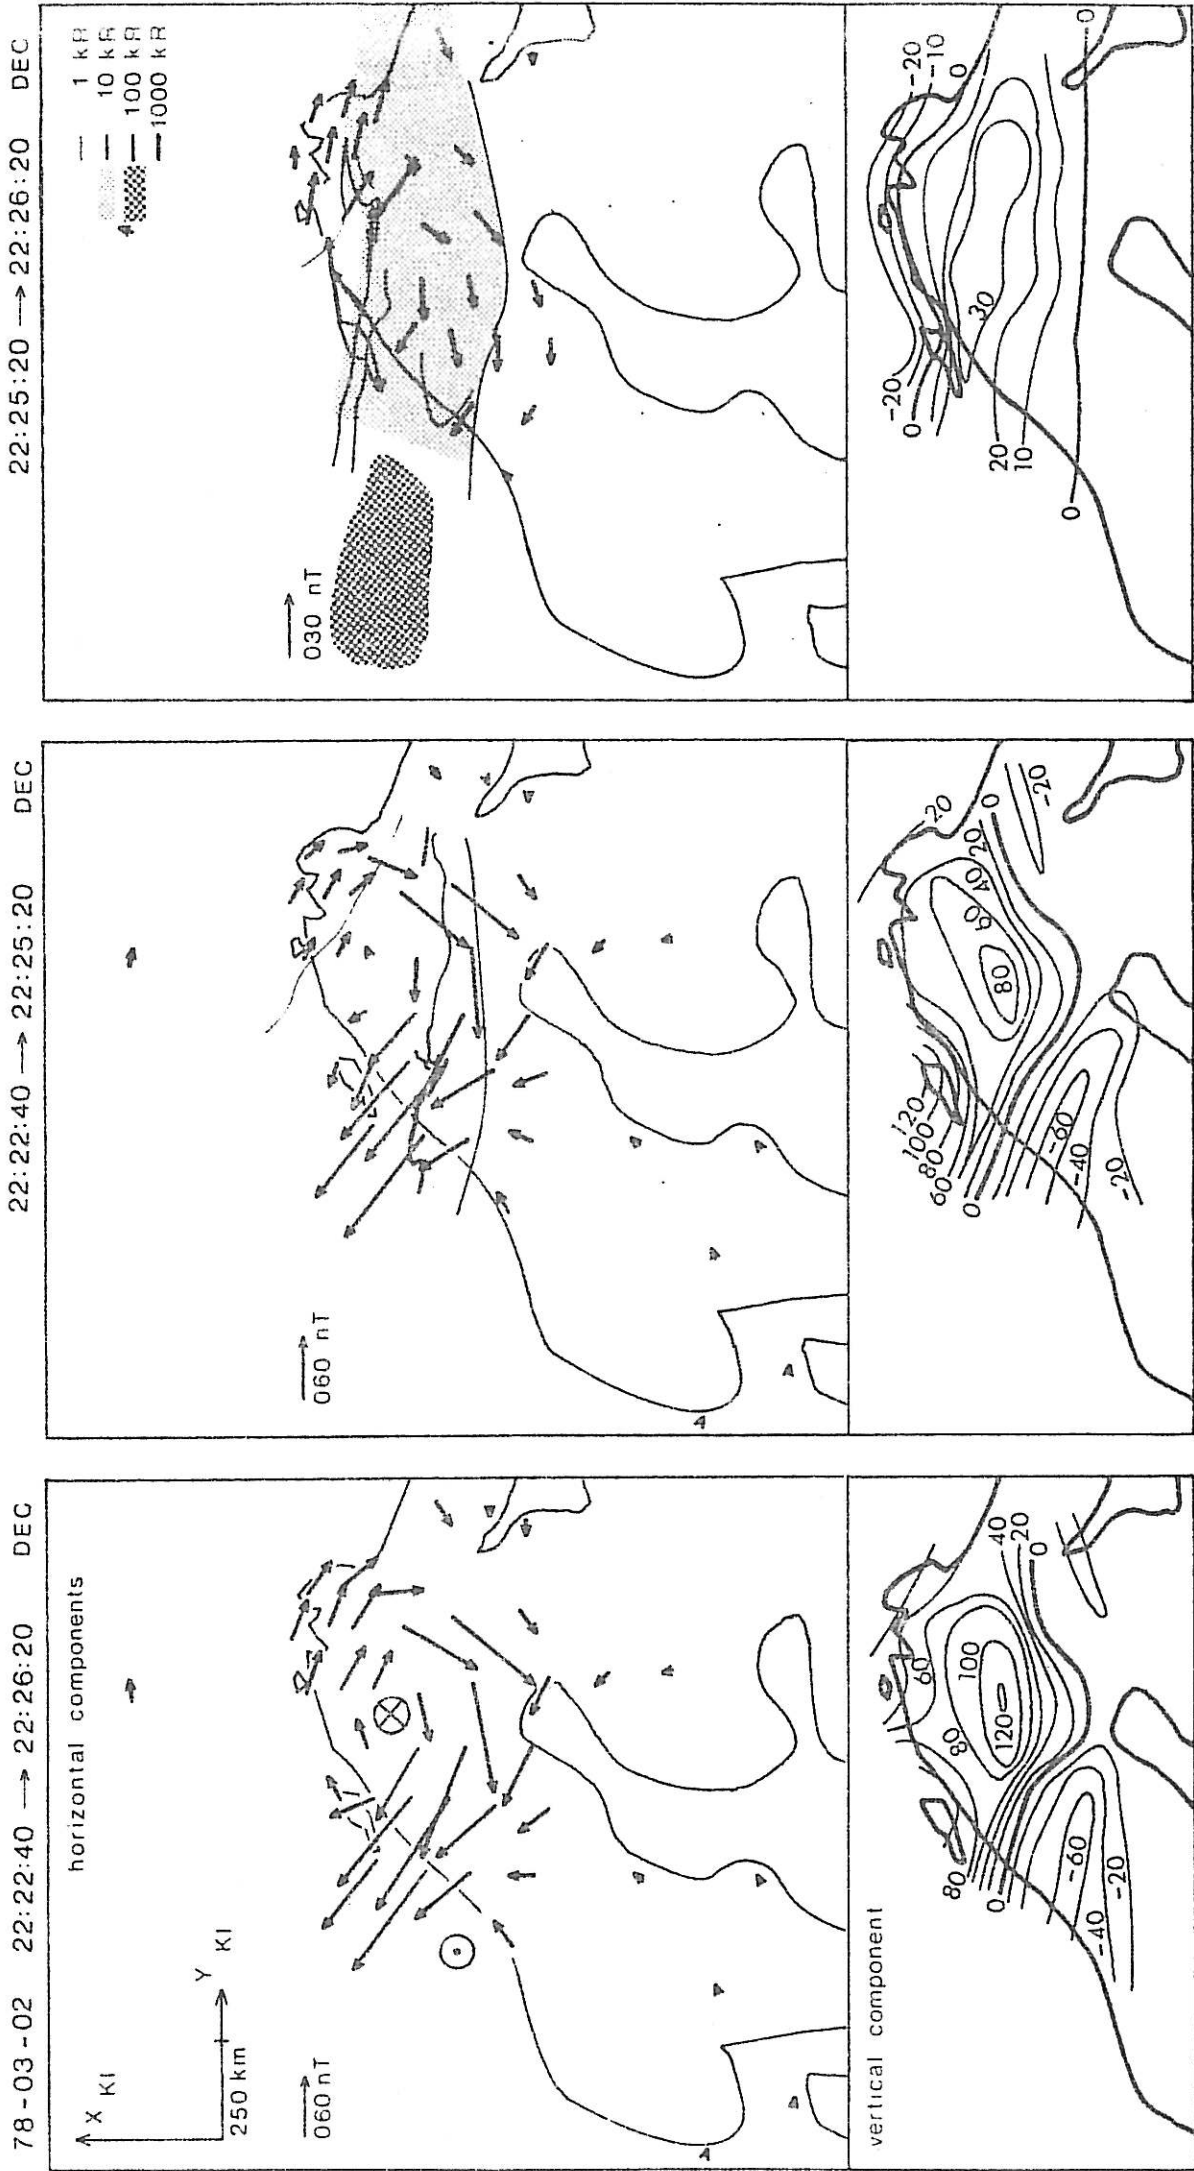 78-03-02 22:22:40 → 22:26:20 DEC
horizontal components
X KI
Y KI
250 km
060 nT
vertical component
80
0
-40
-60
-20
80
60
100
120
40
20
0
22:22:40 → 22:25:20 DEC
060 nT
120
100
80
60
0
-60
-40
-20
80
60
40
20
0
-20
-20
22:25:20 → 22:26:20 DEC
1 kR
10 kR
100 kR
1000 kR
030 nT
-20
0
30
20
10
0
-20
-10
0
0